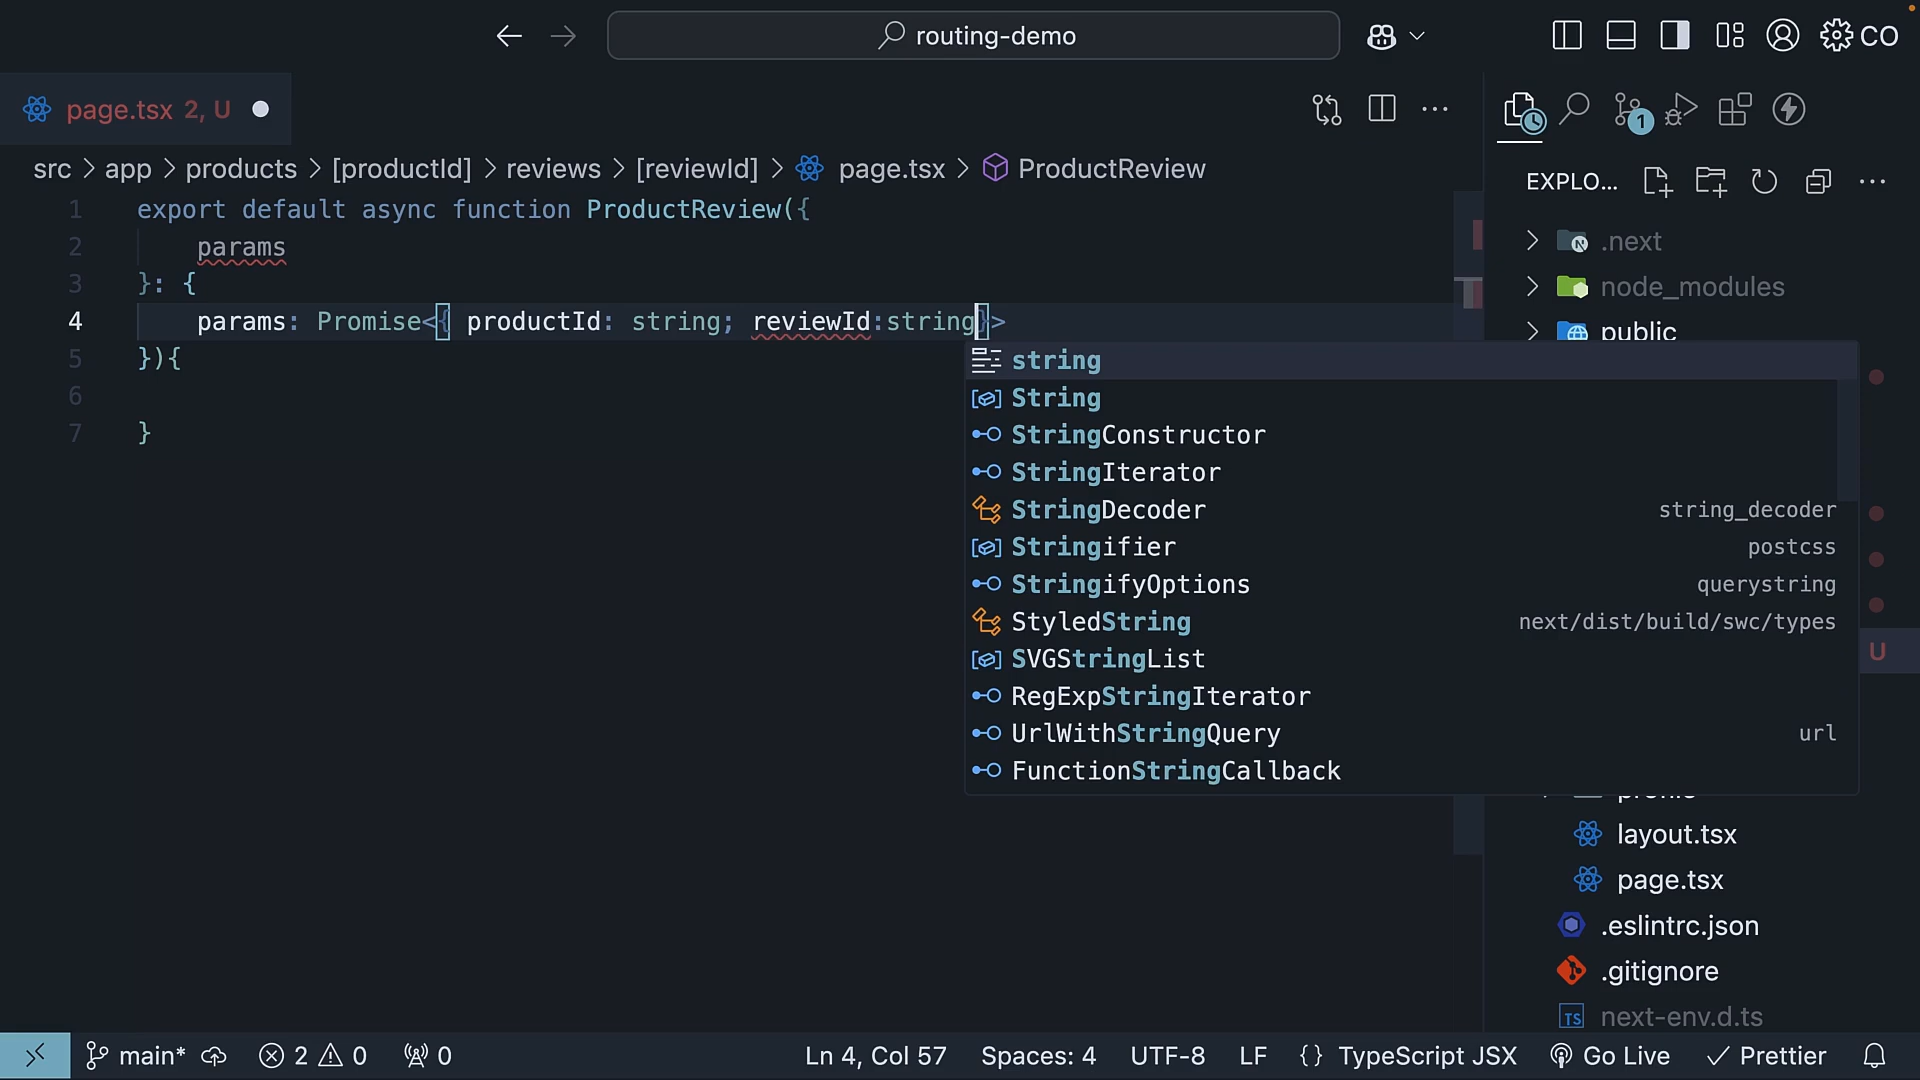 routing-demo
CO
page.tsx 2, U
src > app > products > [productId] > reviews > [reviewId] > page.tsx > ProductReview
1 export default async function ProductReview({
2 params
3 }: {
4 params: Promise<{ productId: string; reviewId:string}>
5 }){
6
7 }
string
String
StringConstructor
StringIterator
StringDecoder string_decoder
Stringifier postcss
StringifyOptions querystring
StyledString next/dist/build/swc/types
SVGStringList
RegExpStringIterator
UrlWithStringQuery url
FunctionStringCallback
1
EXPLO...
.next
node_modules
public
U
layout.tsx
page.tsx
.eslintrc.json
.gitignore
TS next-env.d.ts
main* 2 0 0 Ln 4, Col 57 Spaces: 4 UTF-8 LF {} TypeScript JSX Go Live Prettier